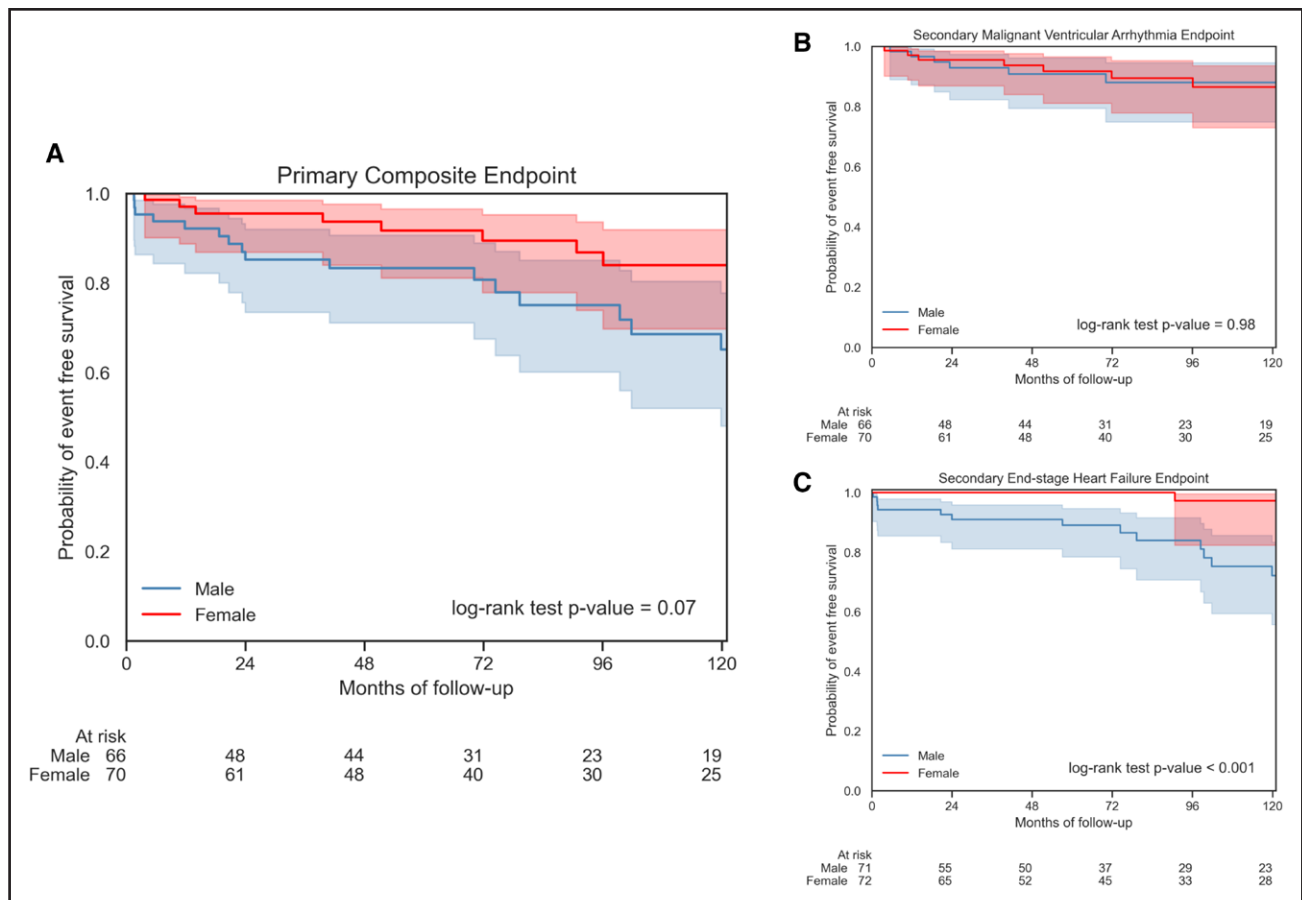 A
Primary Composite Endpoint
Probability of event free survival
1.0
0.8
0.6
0.4
0.2
0.0
Male
Female
log-rank test p-value = 0.07
0 24 48 72 96 120
Months of follow-up
At risk
Male 66 48 44 31 23 19
Female 70 61 48 40 30 25
B
Secondary Malignant Ventricular Arrhythmia Endpoint
Probability of event free survival
1.0
0.8
0.6
0.4
0.2
0.0
Male
Female
log-rank test p-value = 0.98
0 24 48 72 96 120
Months of follow-up
At risk
Male 66 48 44 31 23 19
Female 70 61 48 40 30 25
C
Secondary End-stage Heart Failure Endpoint
Probability of event free survival
1.0
0.8
0.6
0.4
0.2
0.0
Male
Female
log-rank test p-value < 0.001
0 24 48 72 96 120
Months of follow-up
At risk
Male 71 55 50 37 29 23
Female 72 65 52 45 33 28